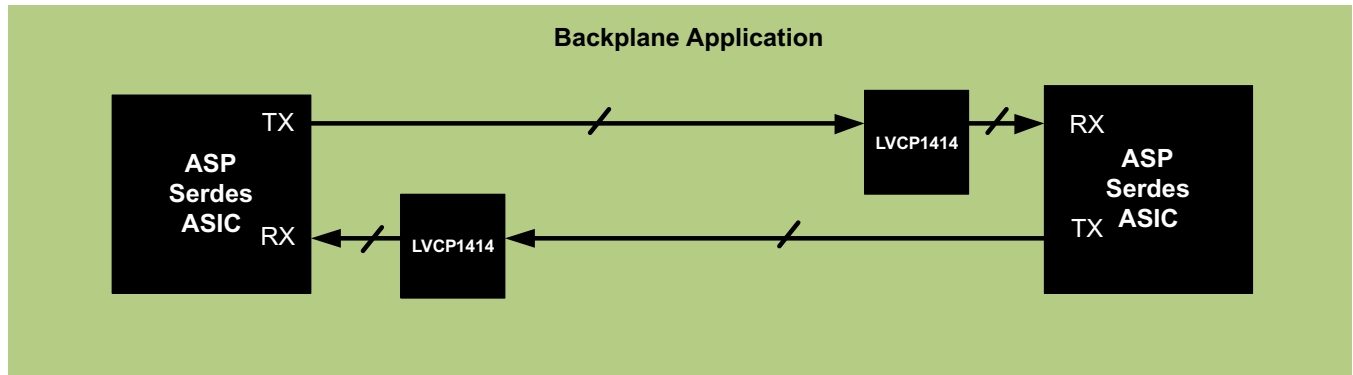 Backplane Application
TX
ASP
Serdes
ASIC
RX
LVCP1414
LVCP1414
RX
ASP
Serdes
ASIC
TX